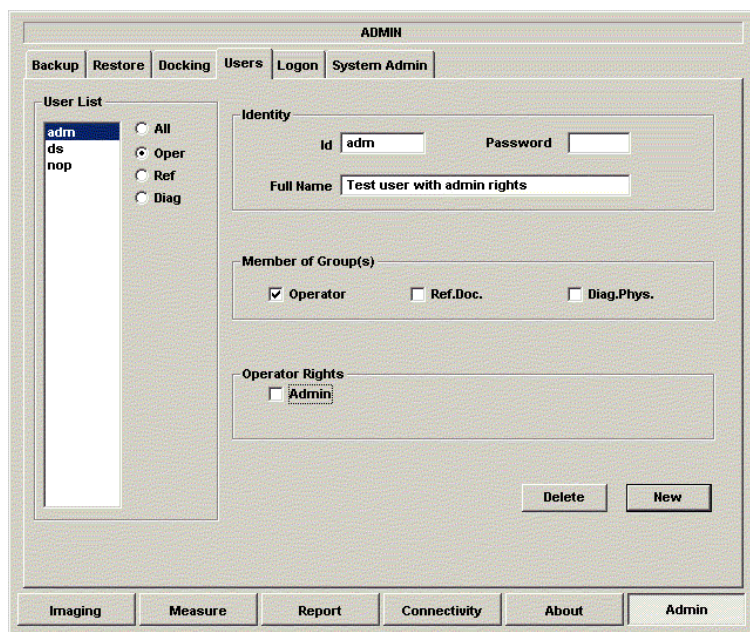 ADMIN
Backup Restore Docking Users Logon System Admin
User List
adm
ds
nop
All
Oper
Ref
Diag
Identity
Id adm Password
Full Name Test user with admin rights
Member of Group(s)
Operator Ref.Doc. Diag.Phys.
Operator Rights
Admin
Delete New
Imaging Measure Report Connectivity About Admin